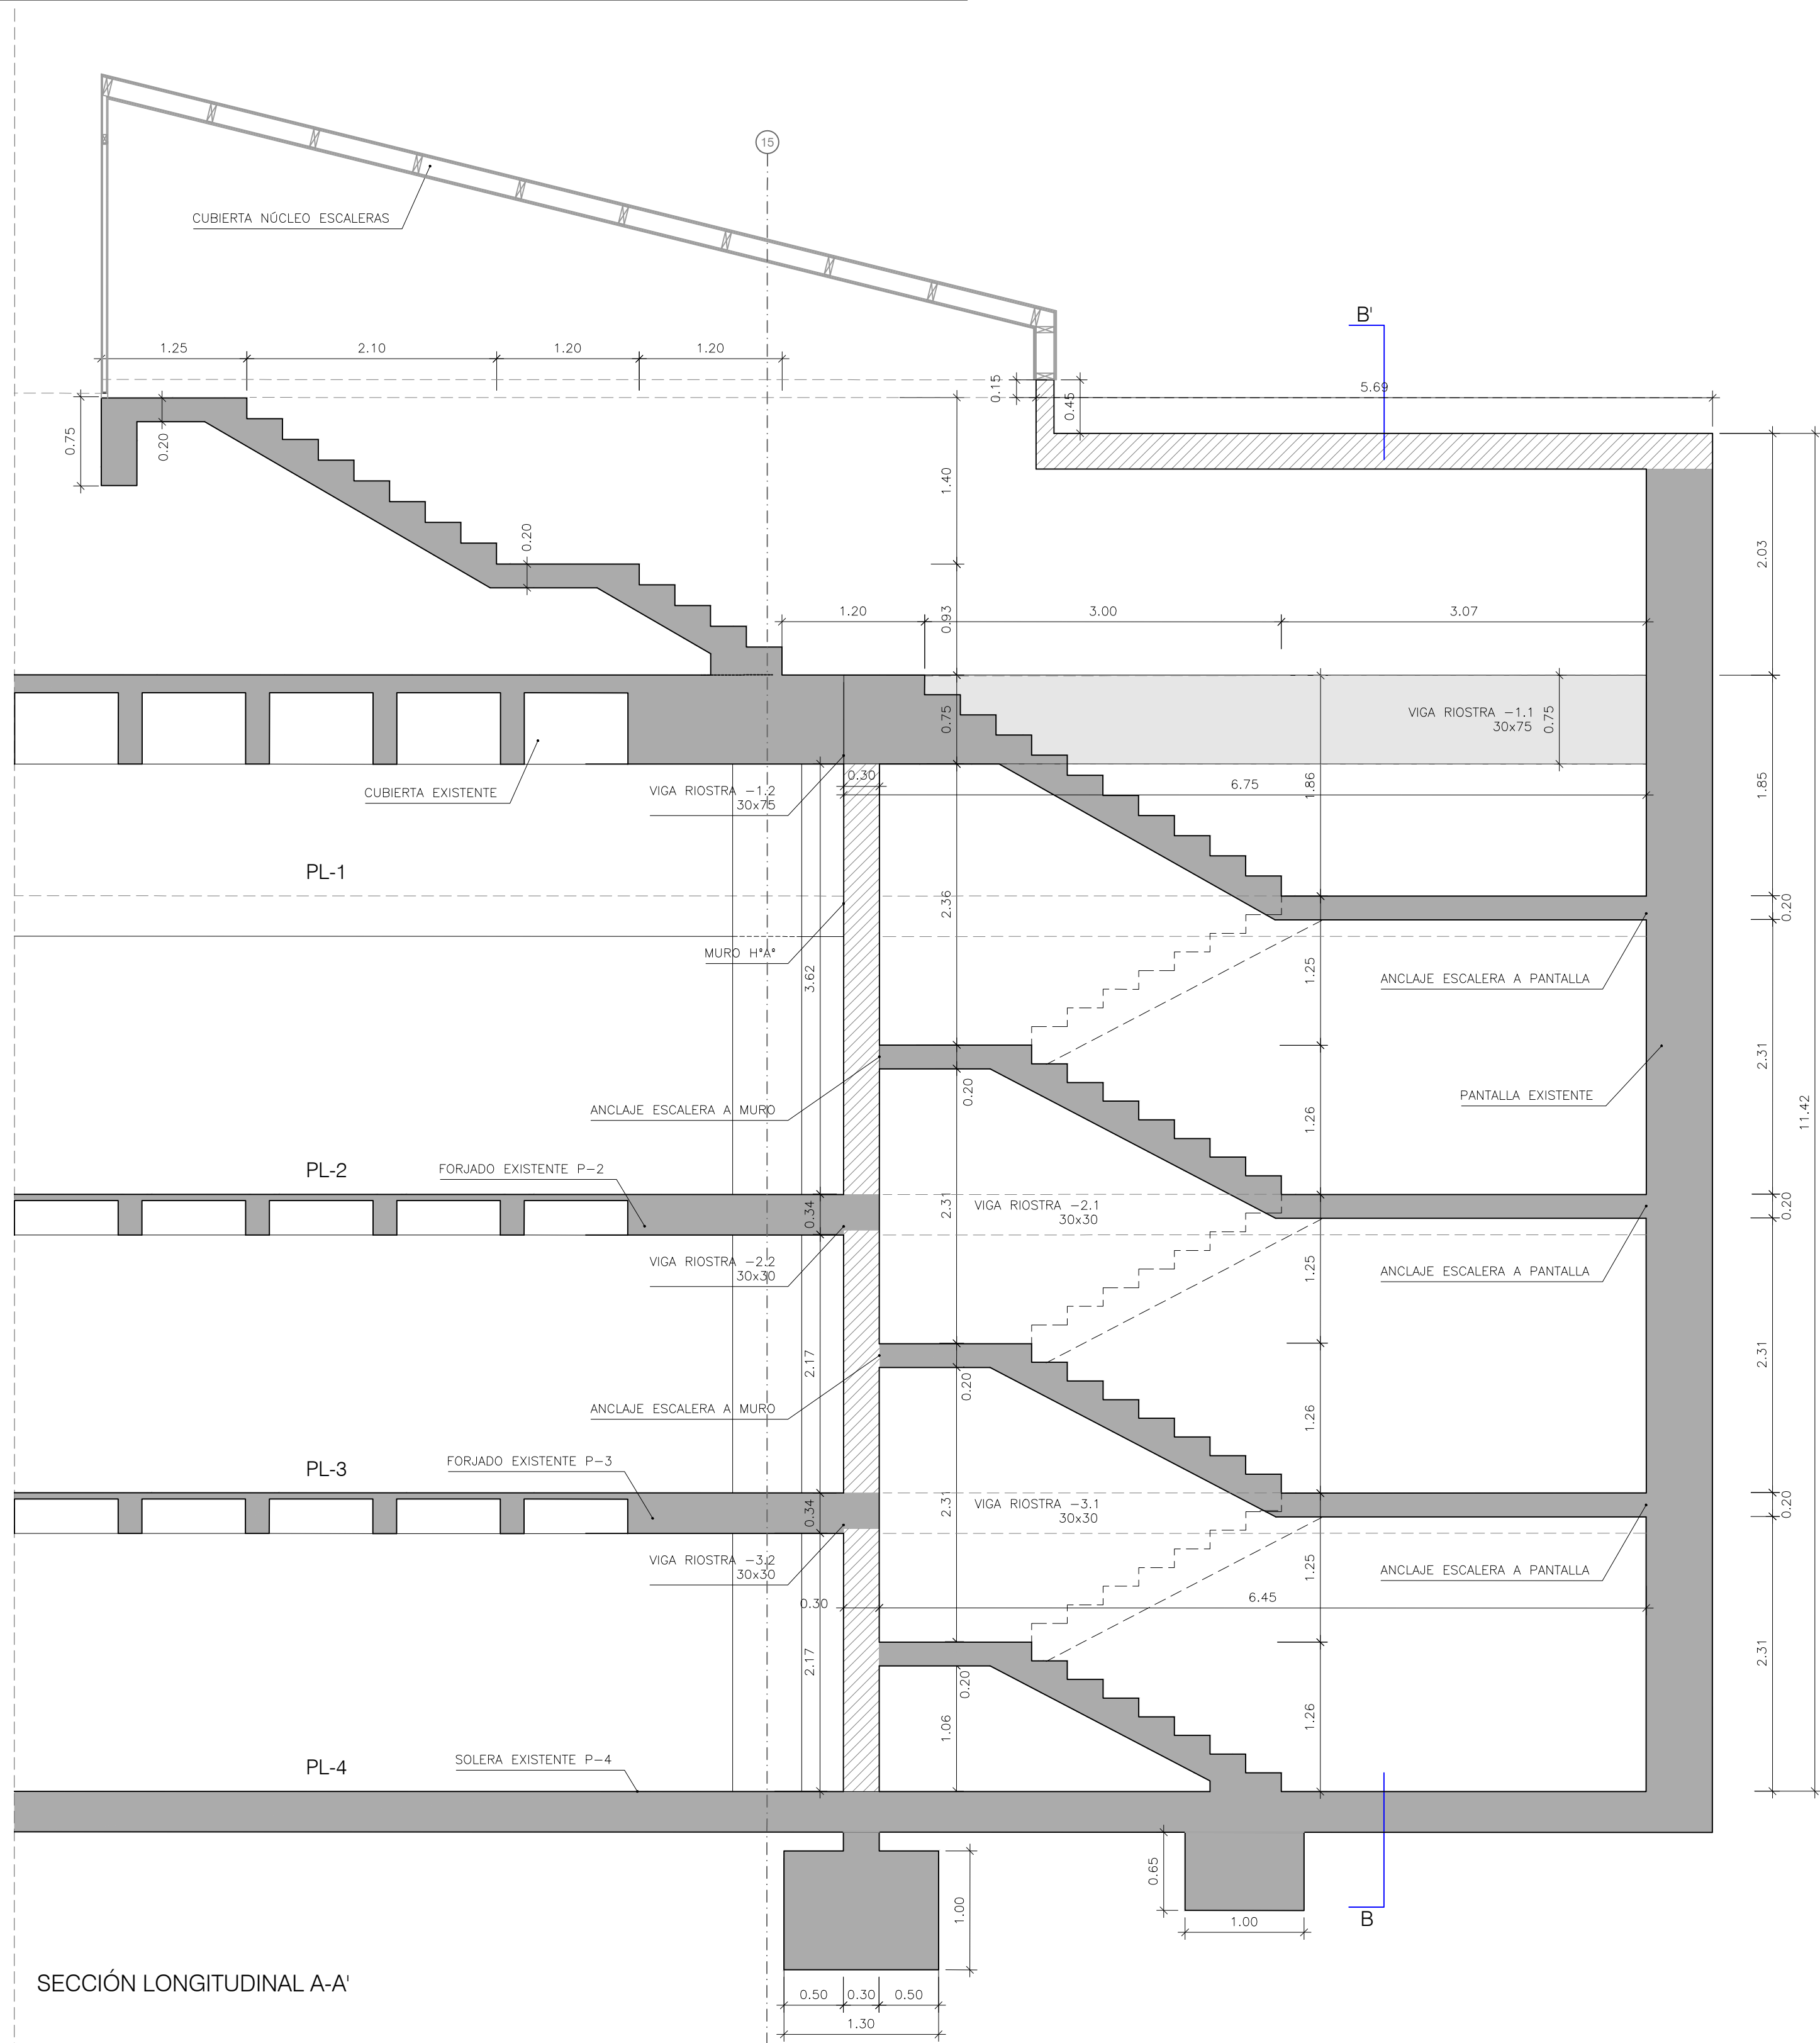 15
CUBIERTA NÚCLEO ESCALERAS
B'
1.25
2.10
1.20
1.20
0.15
5.69
0.45
0.75
0.20
1.40
0.20
2.03
0.93
1.20
3.00
3.07
VIGA RIOSTRA -1.1
30x75
0.75
0.75
0.30
6.75
1.86
1.85
CUBIERTA EXISTENTE
VIGA RIOSTRA -1.2
30x75
PL-1
2.36
0.20
MURO HºAº
3.62
1.25
ANCLAJE ESCALERA A PANTALLA
2.31
0.20
ANCLAJE ESCALERA A MURO
1.26
PANTALLA EXISTENTE
11.42
PL-2
FORJADO EXISTENTE P-2
0.34
2.31
VIGA RIOSTRA -2.1
30x30
0.20
VIGA RIOSTRA -2.2
30x30
1.25
ANCLAJE ESCALERA A PANTALLA
2.17
2.31
0.20
ANCLAJE ESCALERA A MURO
1.26
PL-3
FORJADO EXISTENTE P-3
0.34
2.31
VIGA RIOSTRA -3.1
30x30
0.20
VIGA RIOSTRA -3.2
30x30
1.25
ANCLAJE ESCALERA A PANTALLA
0.30
6.45
2.17
2.31
0.20
1.06
1.26
PL-4
SOLERA EXISTENTE P-4
0.65
1.00
1.00
B
SECCIÓN LONGITUDINAL A-A'
0.50
0.30
0.50
1.30